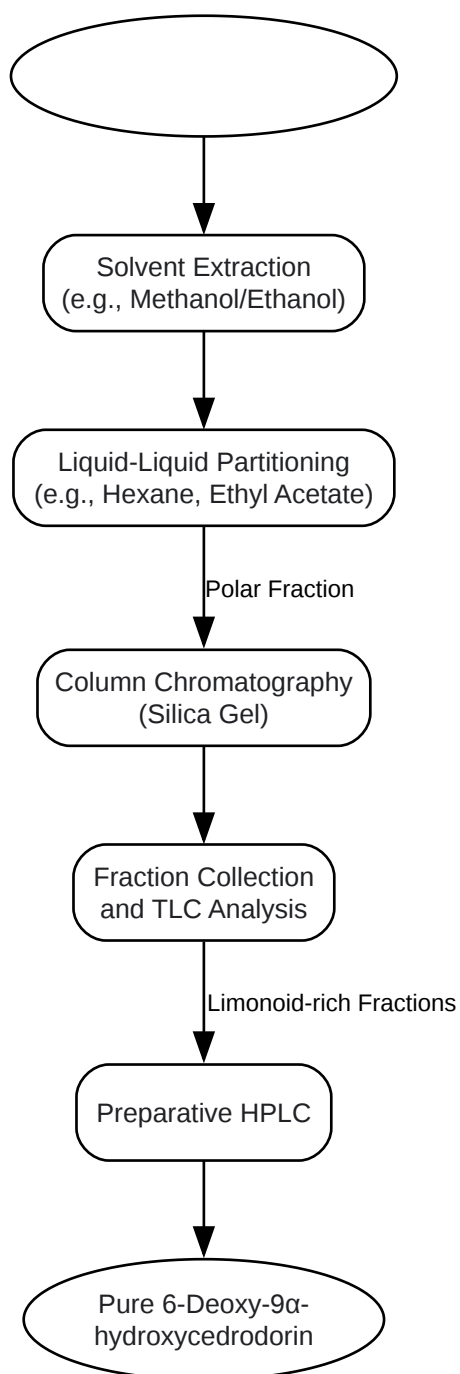 Solvent Extraction
(e.g., Methanol/Ethanol)
Liquid-Liquid Partitioning
(e.g., Hexane, Ethyl Acetate)
Polar Fraction
Column Chromatography
(Silica Gel)
Fraction Collection
and TLC Analysis
Limonoid-rich Fractions
Preparative HPLC
Pure 6-Deoxy-9α-
hydroxycedrodorin